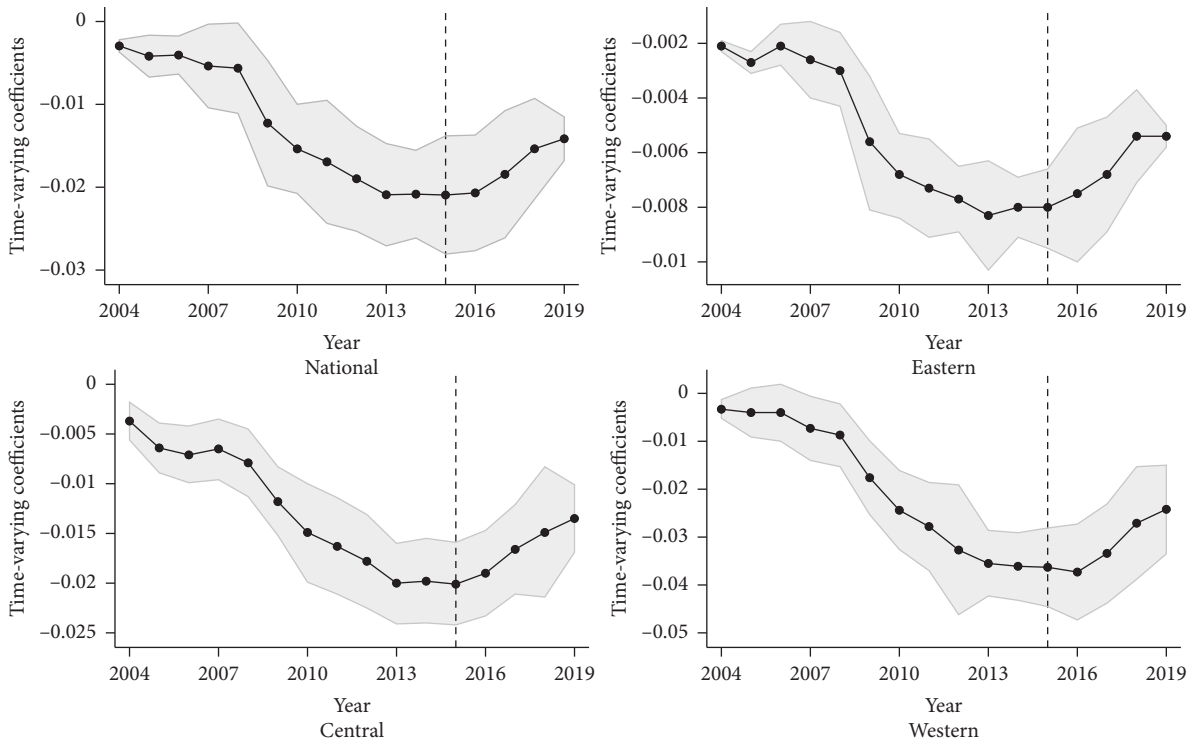 Time-varying coefficients
0
−0.01
−0.02
−0.03
2004 2007 2010 2013 2016 2019
Year
National
Time-varying coefficients
−0.002
−0.004
−0.006
−0.008
−0.01
2004 2007 2010 2013 2016 2019
Year
Eastern
Time-varying coefficients
0
−0.005
−0.01
−0.015
−0.02
−0.025
2004 2007 2010 2013 2016 2019
Year
Central
Time-varying coefficients
0
−0.01
−0.02
−0.03
−0.04
−0.05
2004 2007 2010 2013 2016 2019
Year
Western